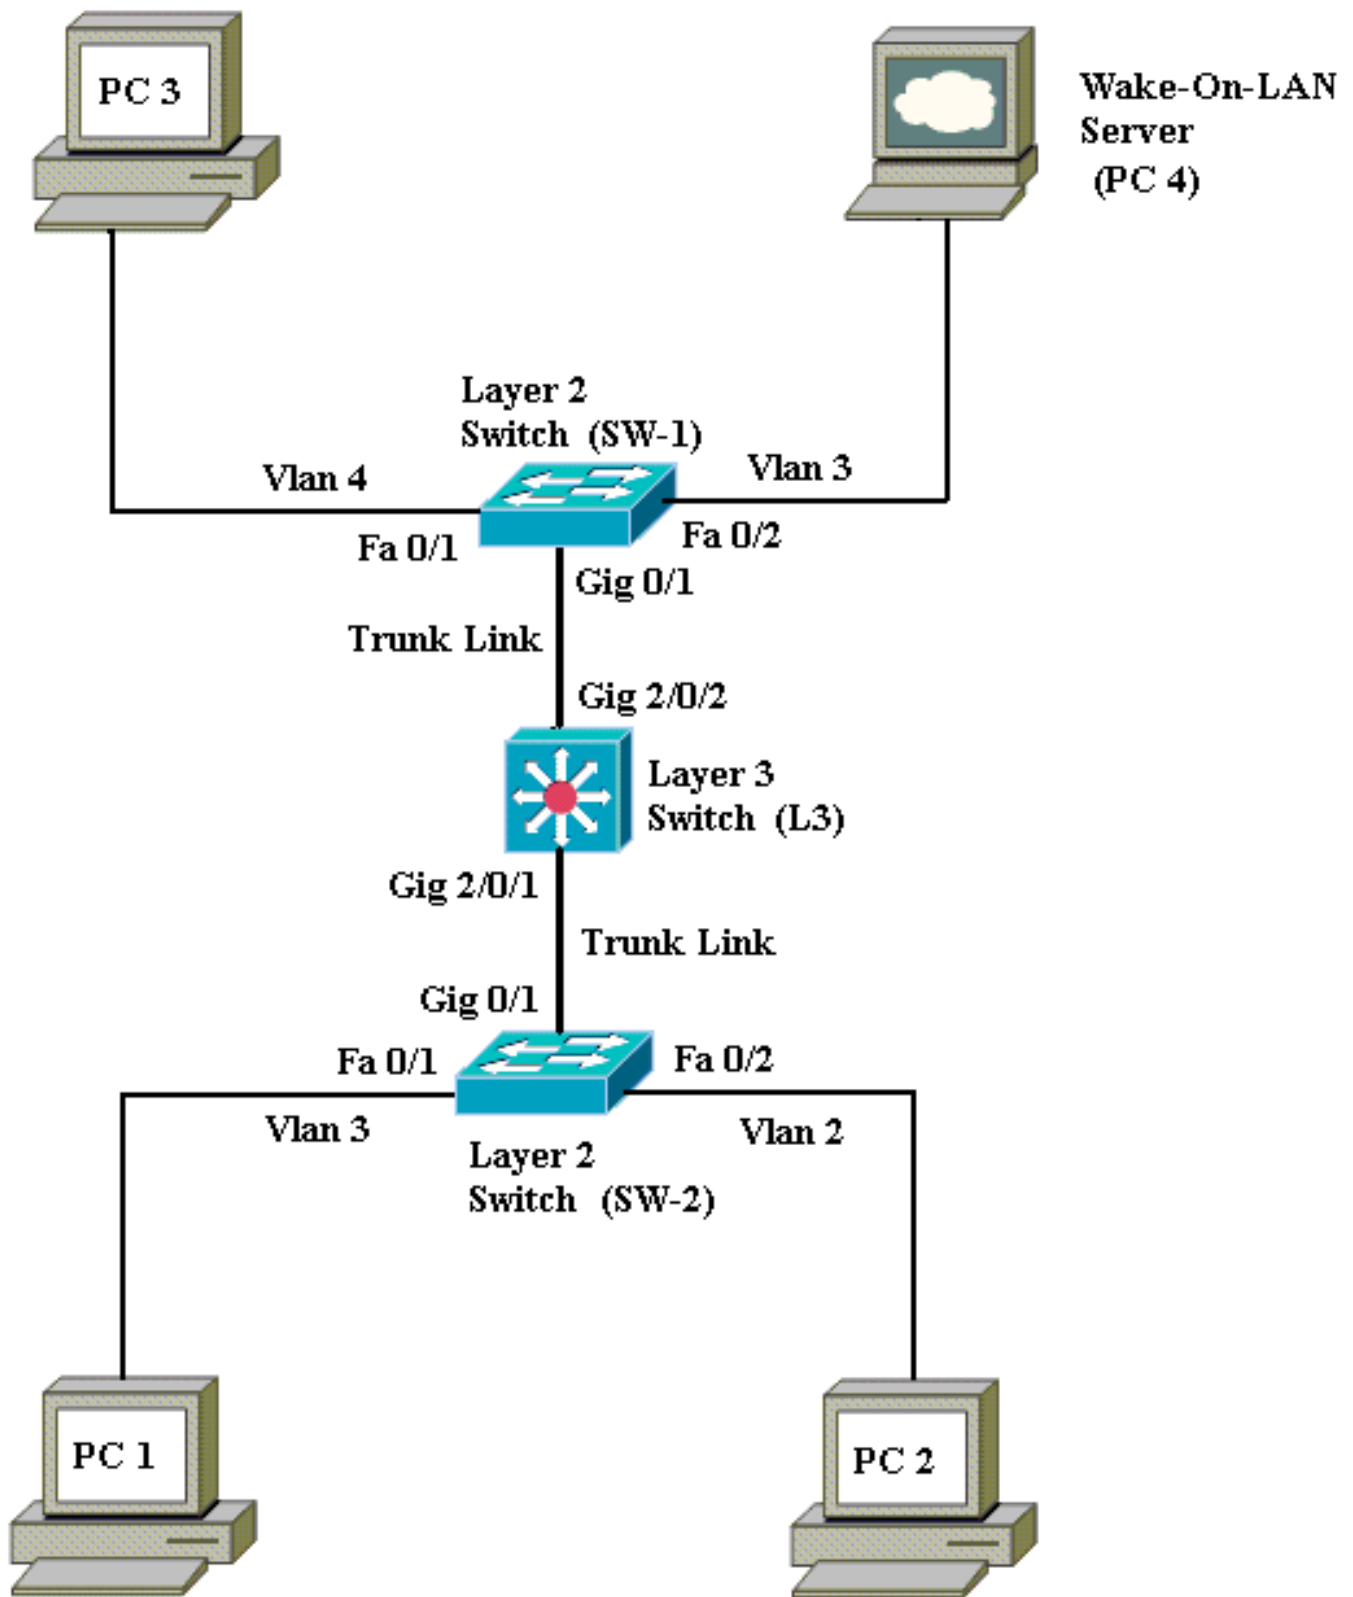 PC 3
Wake-On-LAN
Server
(PC 4)
Layer 2
Switch (SW-1)
Vlan 4
Vlan 3
Fa 0/1
Fa 0/2
Gig 0/1
Trunk Link
Gig 2/0/2
Layer 3
Switch (L3)
Gig 2/0/1
Trunk Link
Gig 0/1
Fa 0/1
Fa 0/2
Vlan 3
Vlan 2
Layer 2
Switch (SW-2)
PC 1
PC 2